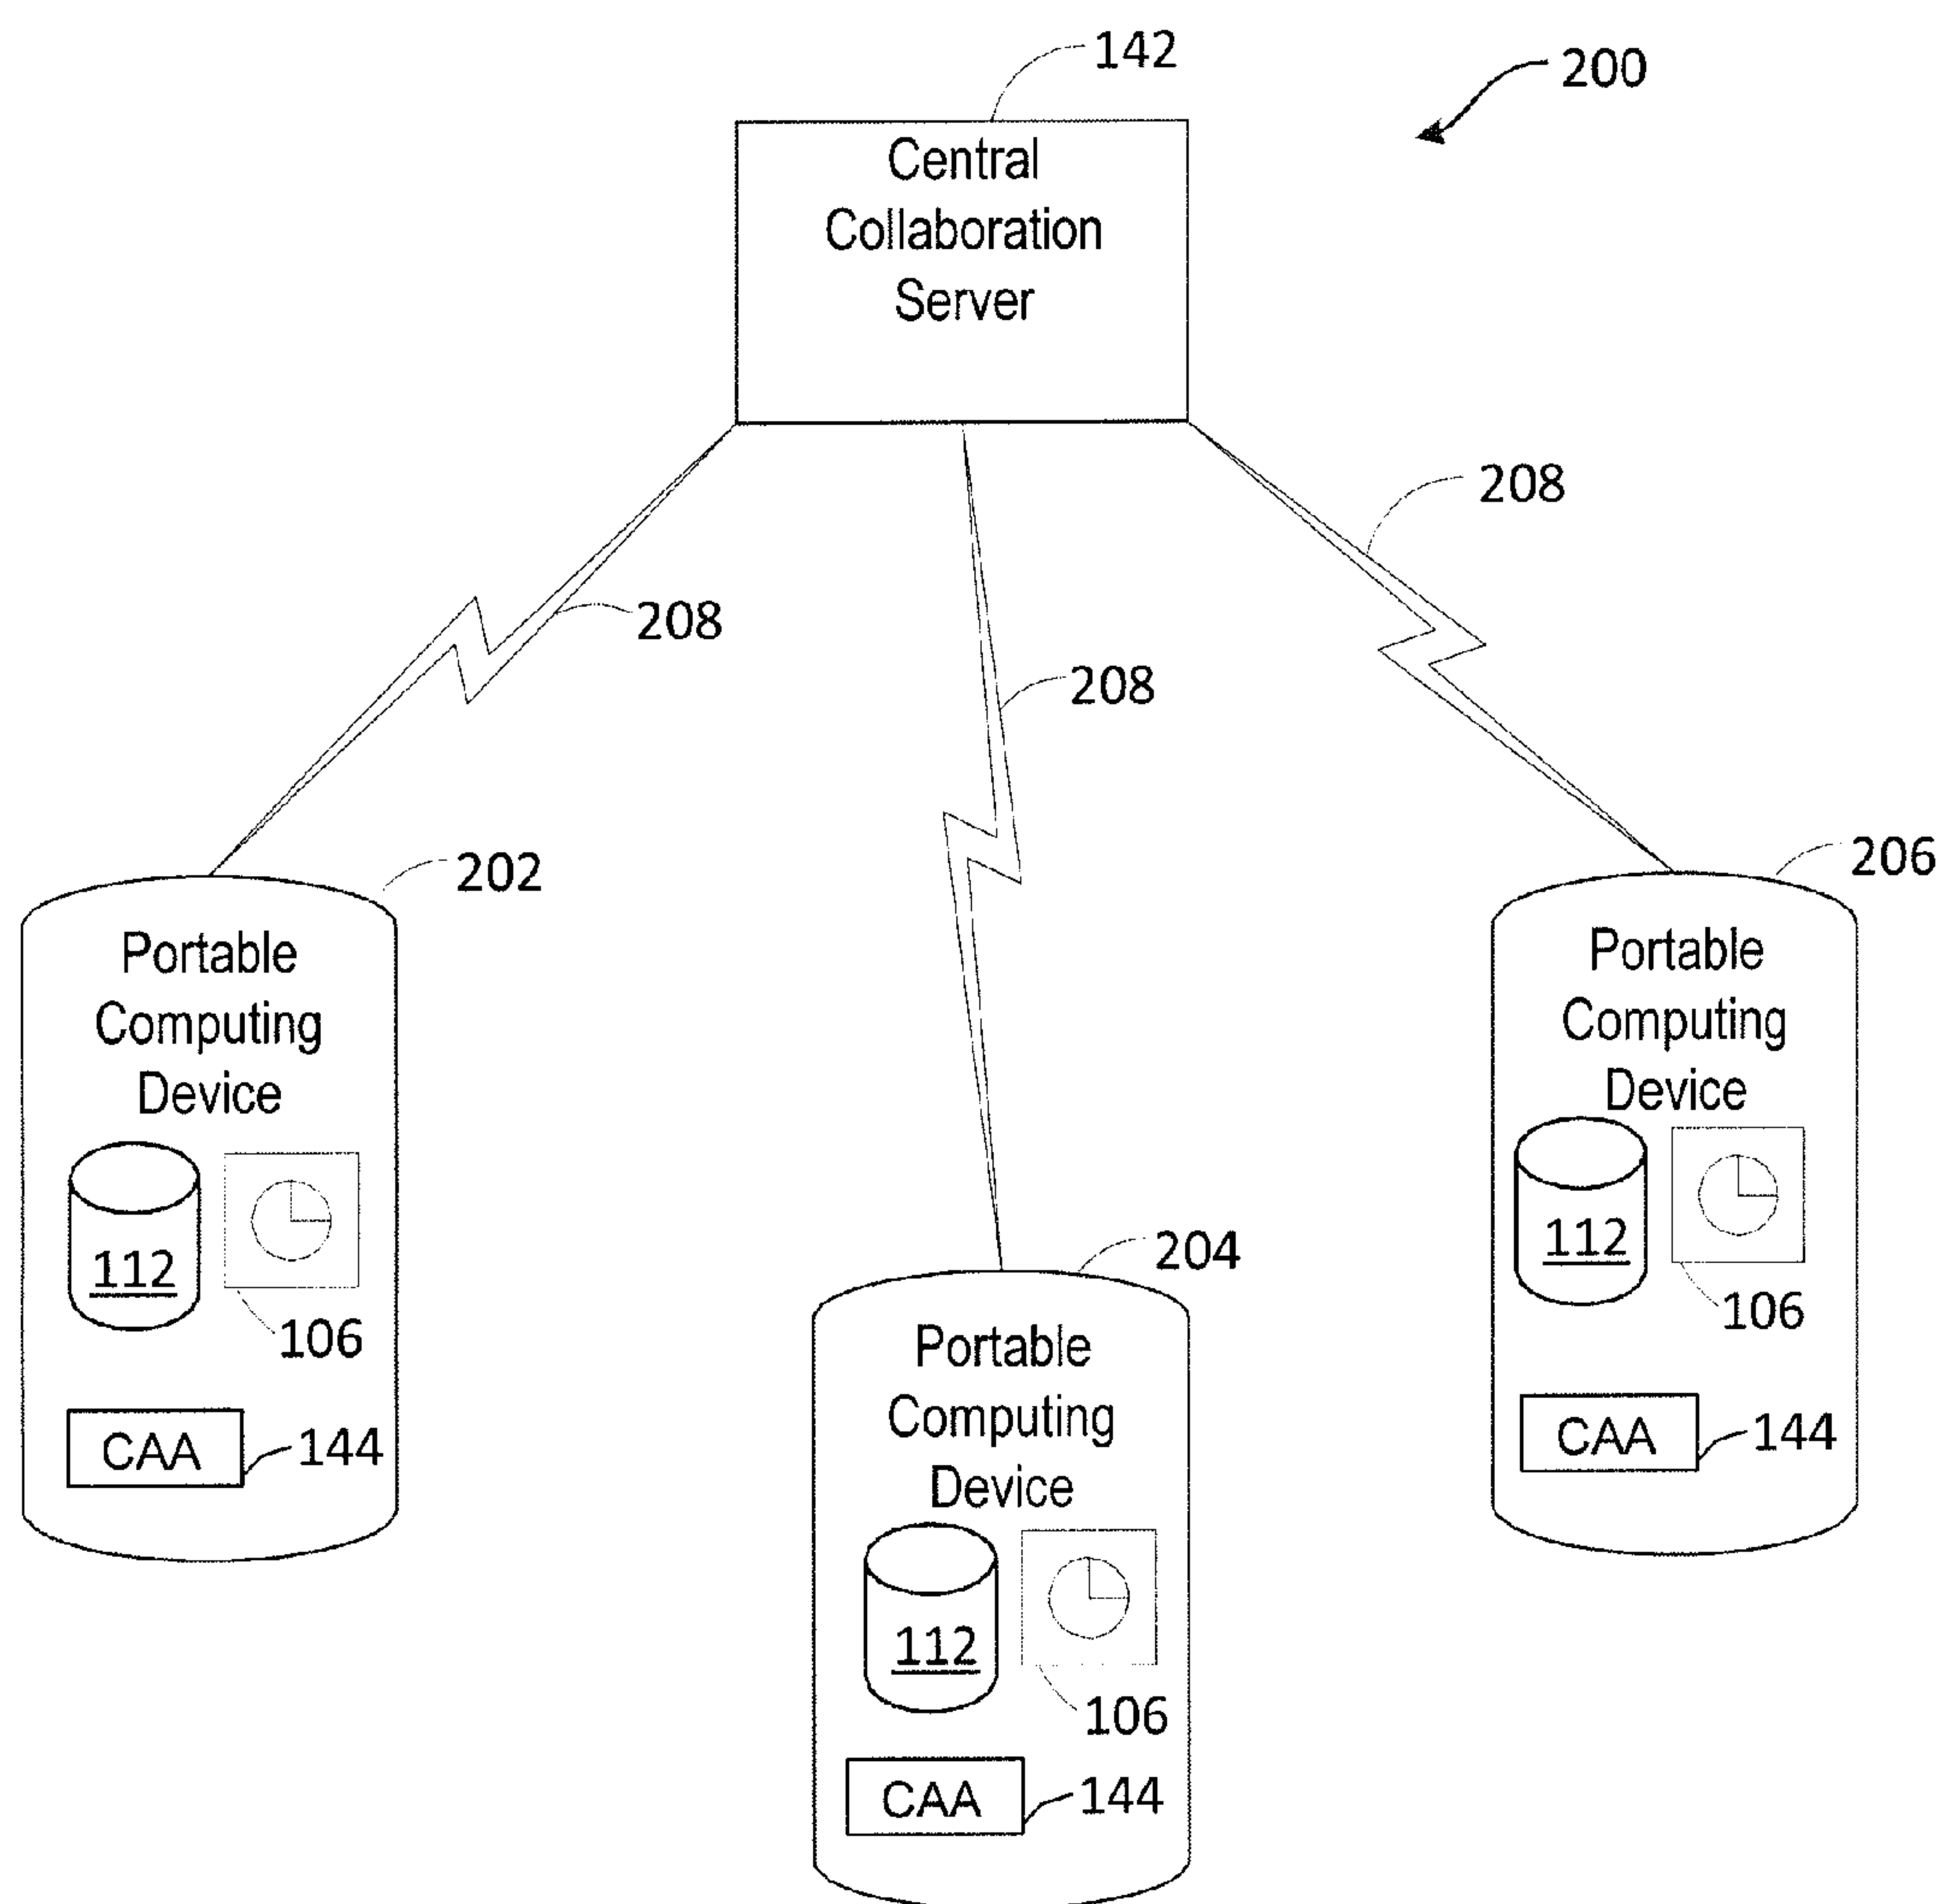 142
200
Central
Collaboration
Server
208
208
208
202
Portable
Computing
Device
112
106
CAA
144
204
Portable
Computing
Device
112
106
CAA
144
206
Portable
Computing
Device
112
106
CAA
144